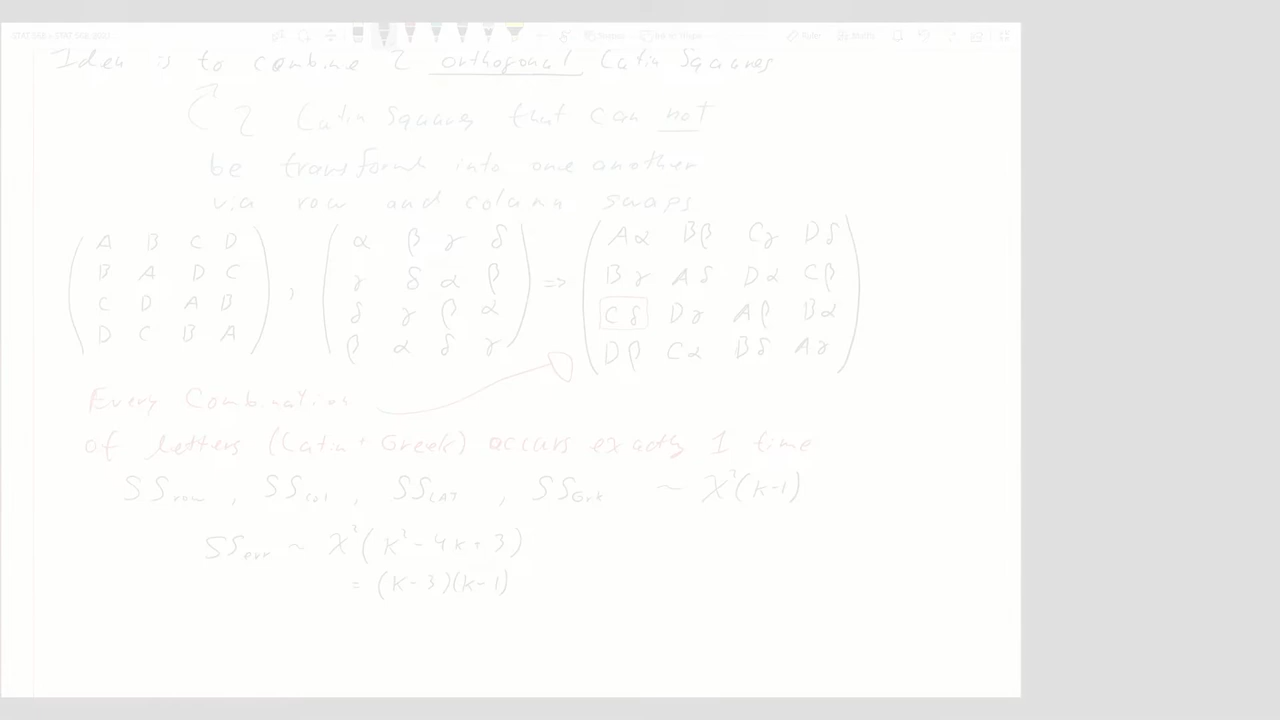 Idea is to combine 2 orthogonal Latin Squares
2 Latin Squares that can not
be transform into one another
via row and column swaps
A B C D
B A D C
C D A B
D C B A
,
α β γ δ
γ δ α β
δ γ β α
β α δ γ
=>
Aα Bβ Cγ Dδ
Bγ Aδ Dα Cβ
Cδ Dγ Aβ Bα
Dβ Cα Bδ Aγ
Every Combination
of letters (Latin + Greek) occurs exactly 1 time
SSrow , SScol , SSLAT , SSGrk ~ χ²(k-1)
SSerr ~ χ²(k²-4k+3)
= (k-3)(k-1)